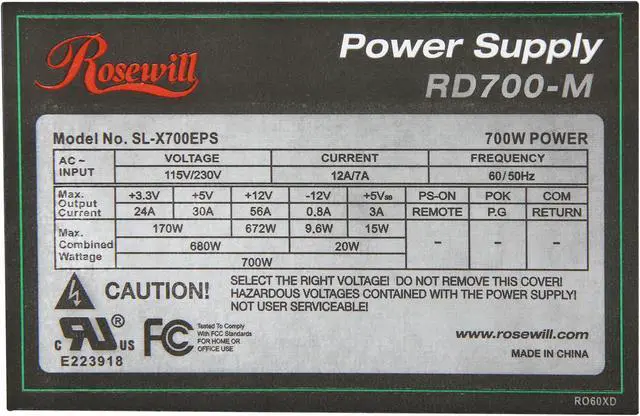 Rosewill
Power Supply
RD700-M
Model No. SL-X700EPS
700W POWER
AC ~ INPUT
VOLTAGE CURRENT FREQUENCY
115V/230V 12A/7A 60/50Hz
Max. Output Current
+3.3V +5V +12V -12V +5VSB PS-ON POK COM
24A 30A 56A 0.8A 3A REMOTE P.G RETURN
Max. Combined Wattage
170W 672W 9.6W 15W - - -
680W 20W
700W
CAUTION!
SELECT THE RIGHT VOLTAGE! DO NOT REMOVE THIS COVER!
HAZARDOUS VOLTAGES CONTAINED WITH THE POWER SUPPLY!
NOT USER SERVICEABLE!
c RU ® US
E223918
FC
Tested To Comply
With FCC Standards
FOR HOME OR
OFFICE USE
www.rosewill.com
MADE IN CHINA
RO60XD